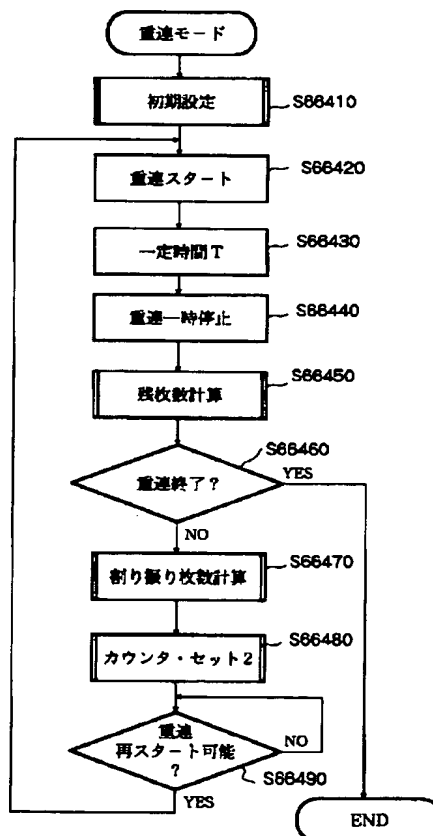 重連モード
初期設定
S66410
重連スタート
S66420
一定時間T
S66430
重連一時停止
S66440
残枚数計算
S66450
S66460
重連終了?
YES
NO
割り振り枚数計算
S66470
カウンタ・セット2
S66480
重連
再スタート可能
?
NO
S66490
YES
END